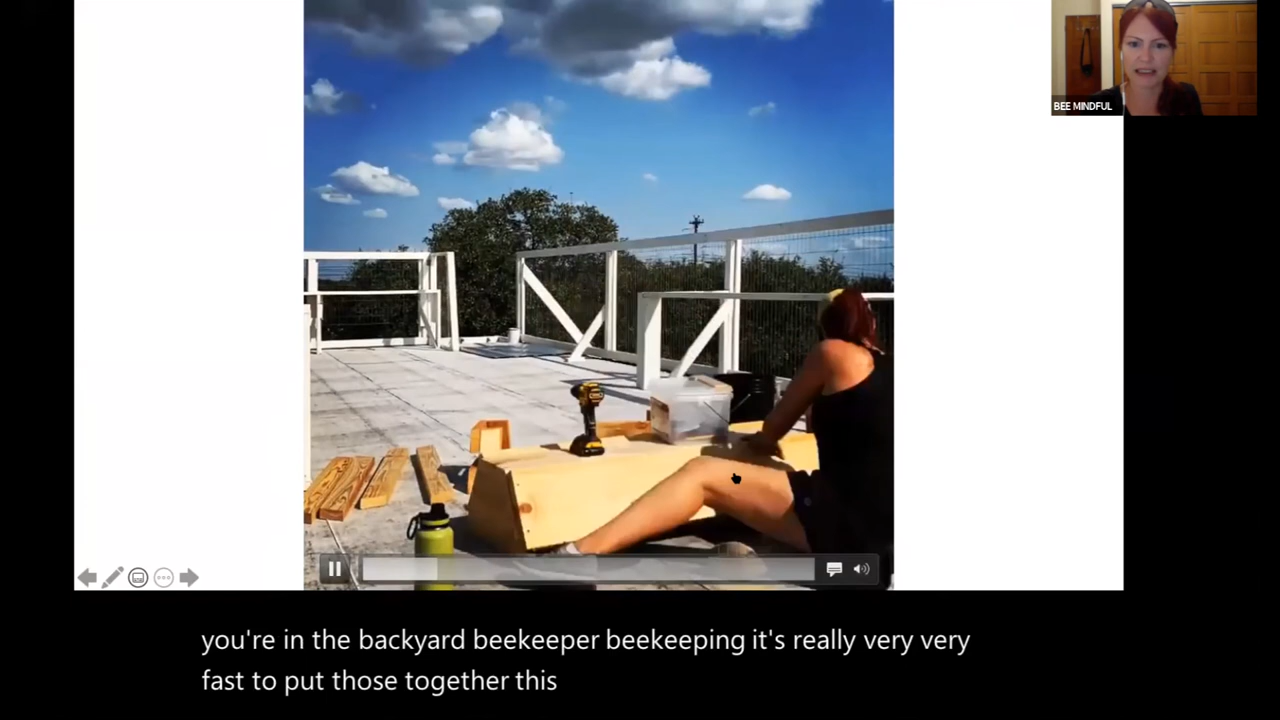 BEE MINDFUL
you're in the backyard beekeeper beekeeping it's really very very
fast to put those together this